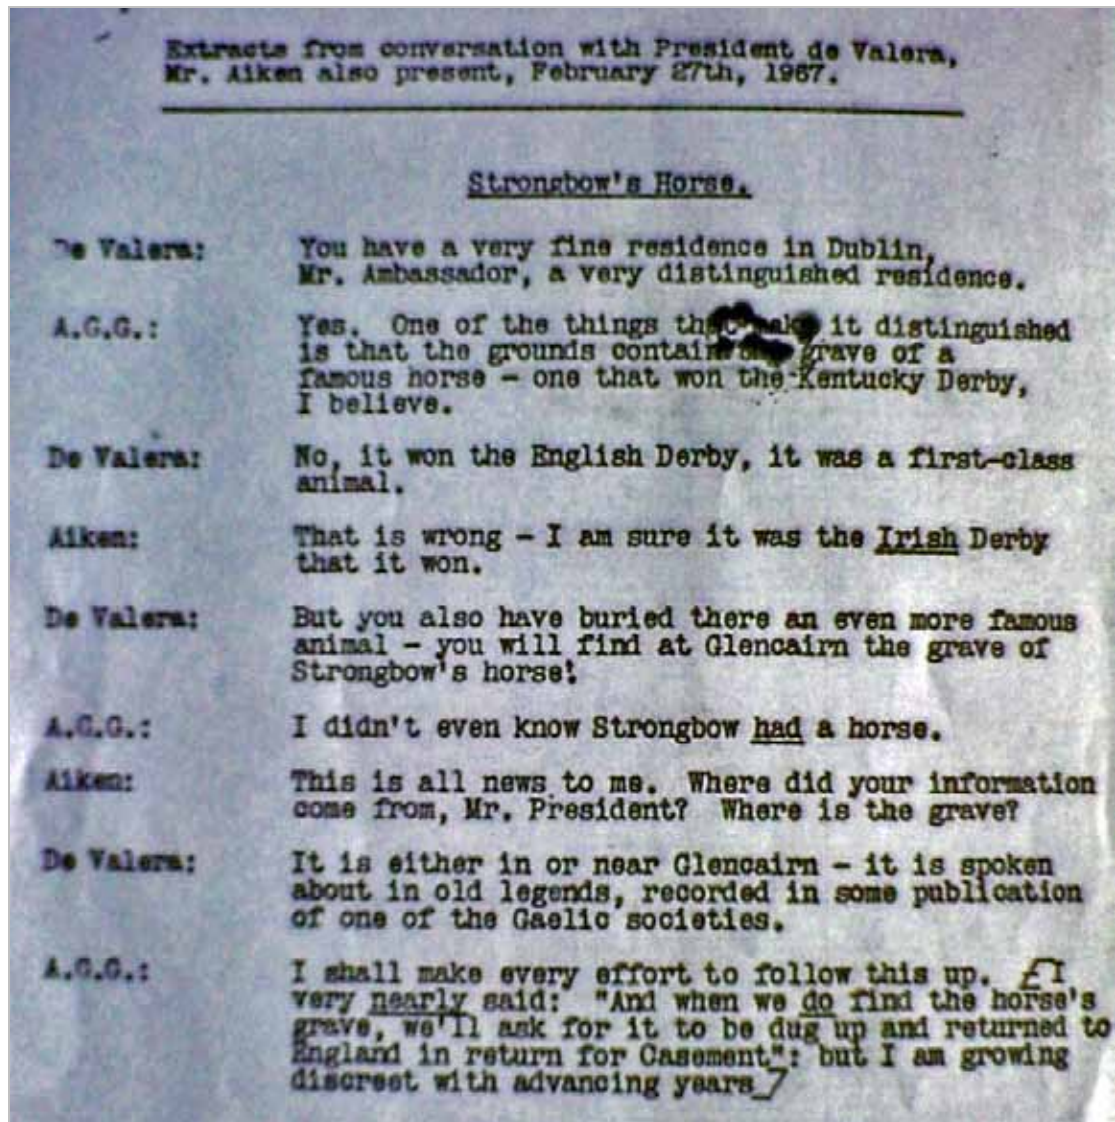 Extracts from conversation with President de Valera,
Mr. Aiken also present, February 27th, 1967.
Strongbow's Horse.
De Valera: You have a very fine residence in Dublin,
Mr. Ambassador, a very distinguished residence.
A.G.G.: Yes. One of the things that make it distinguished
is that the grounds contain the grave of a
famous horse - one that won the Kentucky Derby,
I believe.
De Valera: No, it won the English Derby, it was a first-class
animal.
Aiken: That is wrong - I am sure it was the Irish Derby
that it won.
De Valera: But you also have buried there an even more famous
animal - you will find at Glencairn the grave of
Strongbow's horse!
A.G.G.: I didn't even know Strongbow had a horse.
Aiken: This is all news to me. Where did your information
come from, Mr. President? Where is the grave?
De Valera: It is either in or near Glencairn - it is spoken
about in old legends, recorded in some publication
of one of the Gaelic societies.
A.G.G.: I shall make every effort to follow this up. [I
very nearly said: "And when we do find the horse's
grave, we'll ask for it to be dug up and returned to
England in return for Casement": but I am growing
discreet with advancing years]